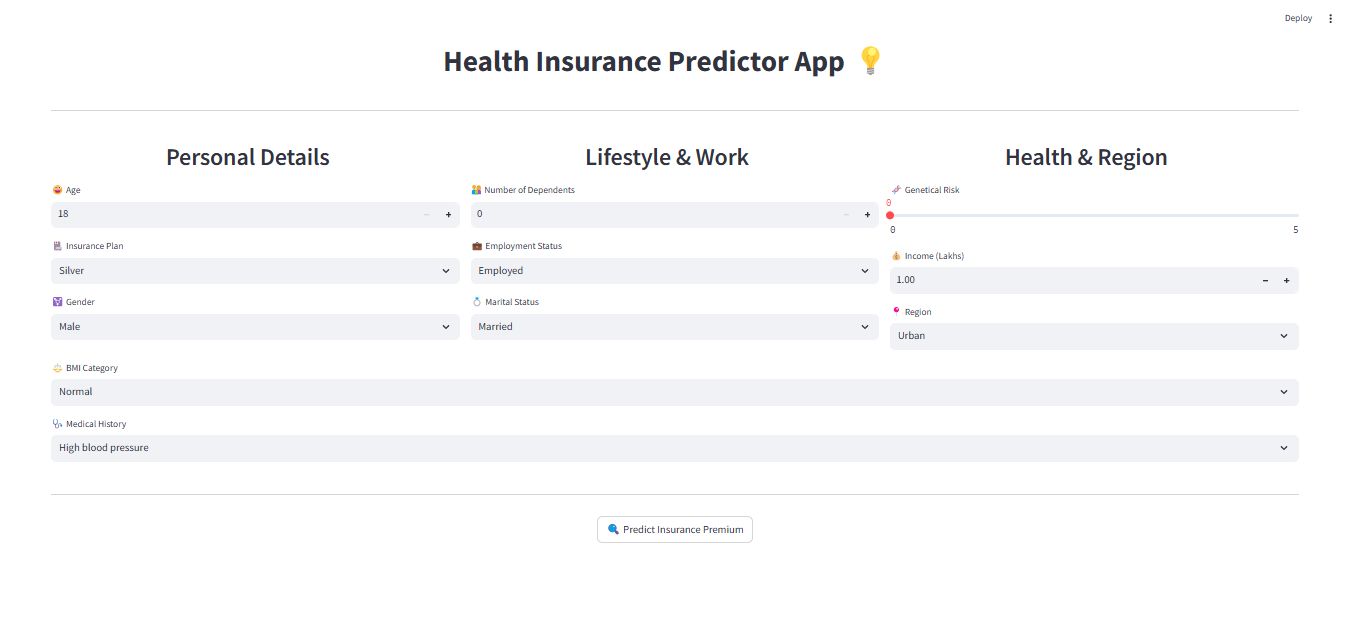 Deploy
Health Insurance Predictor App
Personal Details
Age
18
Insurance Plan
Silver
Gender
Male
Lifestyle & Work
Number of Dependents
0
Employment Status
Employed
Marital Status
Married
Health & Region
Genetical Risk
0
0 5
Income (Lakhs)
1.00
Region
Urban
BMI Category
Normal
Medical History
High blood pressure
Predict Insurance Premium